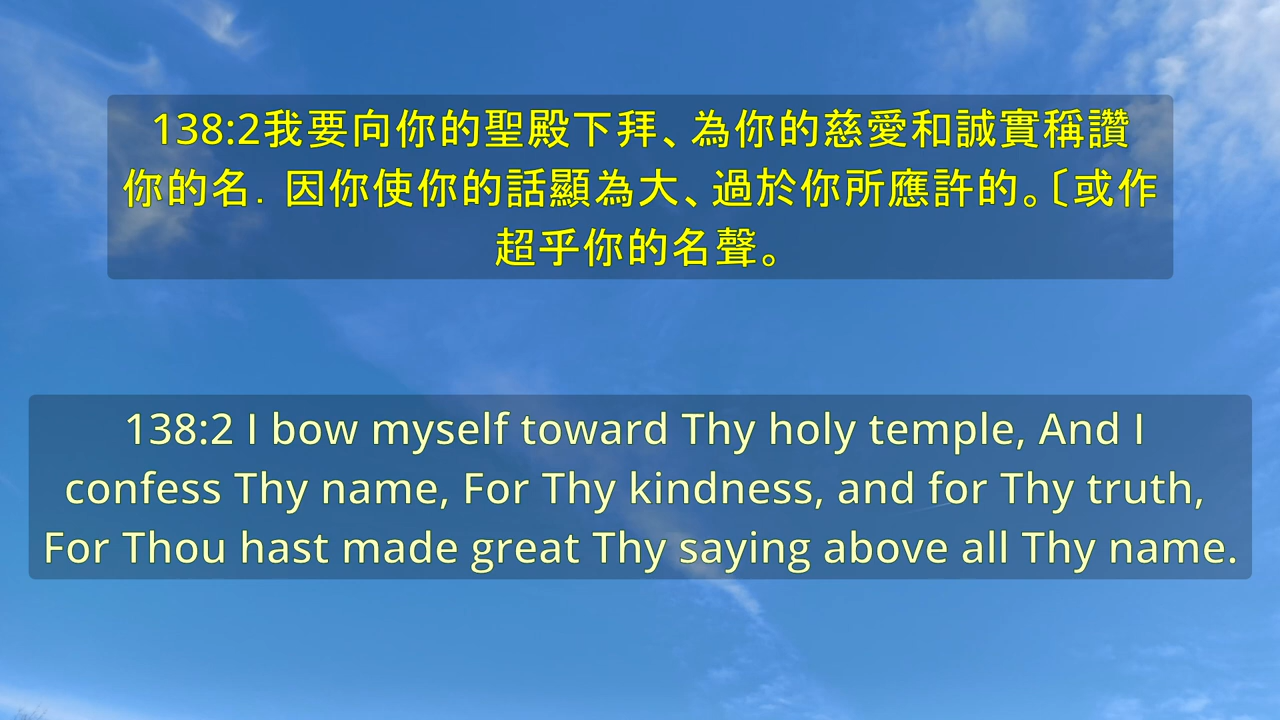 138:2我要向你的聖殿下拜、為你的慈愛和誠實稱讚
你的名．因你使你的話顯為大、過於你所應許的。〔或作
超乎你的名聲。
138:2 I bow myself toward Thy holy temple, And I
confess Thy name, For Thy kindness, and for Thy truth,
For Thou hast made great Thy saying above all Thy name.